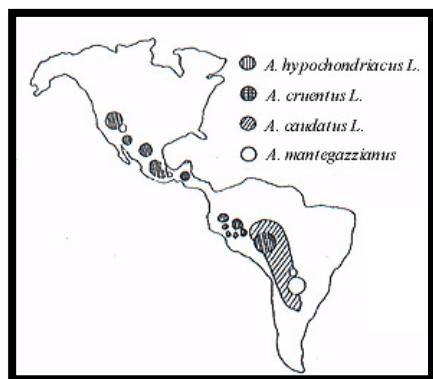 A. hypochondriacus L.
A. cruentus L.
A. caudatus L.
A. mantegazzianus